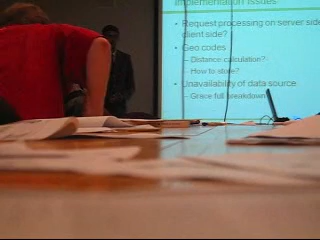 Implementation issues
• Request processing on server side
client side?
• Geo codes
– Distance calculation?
– How to store?
• Unavailability of data source
– Grace full breakdown